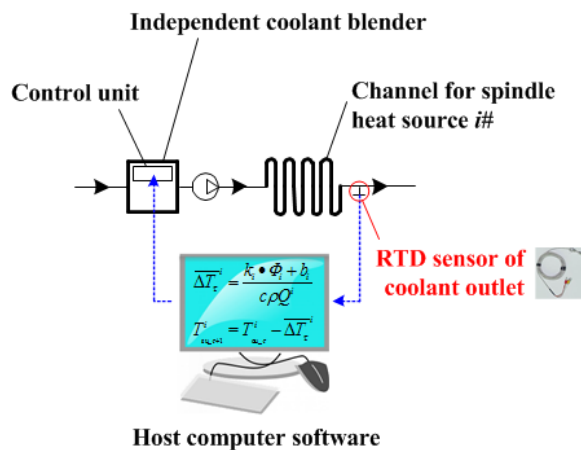 Independent coolant blender
Control unit
Channel for spindle
heat source i#
RTD sensor of
coolant outlet
Host computer software